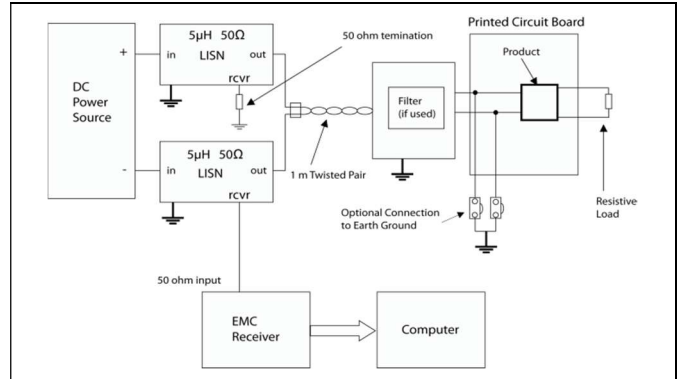 Printed Circuit Board
5µH 50Ω
LISN
in
out
rcvr
50 ohm temination
Product
+
DC
Power
Source
-
Filter
(if used)
5µH 50Ω
LISN
in
out
rcvr
1 m Twisted Pair
Optional Connection
to Earth Ground
Resistive
Load
50 ohm input
EMC
Receiver
Computer